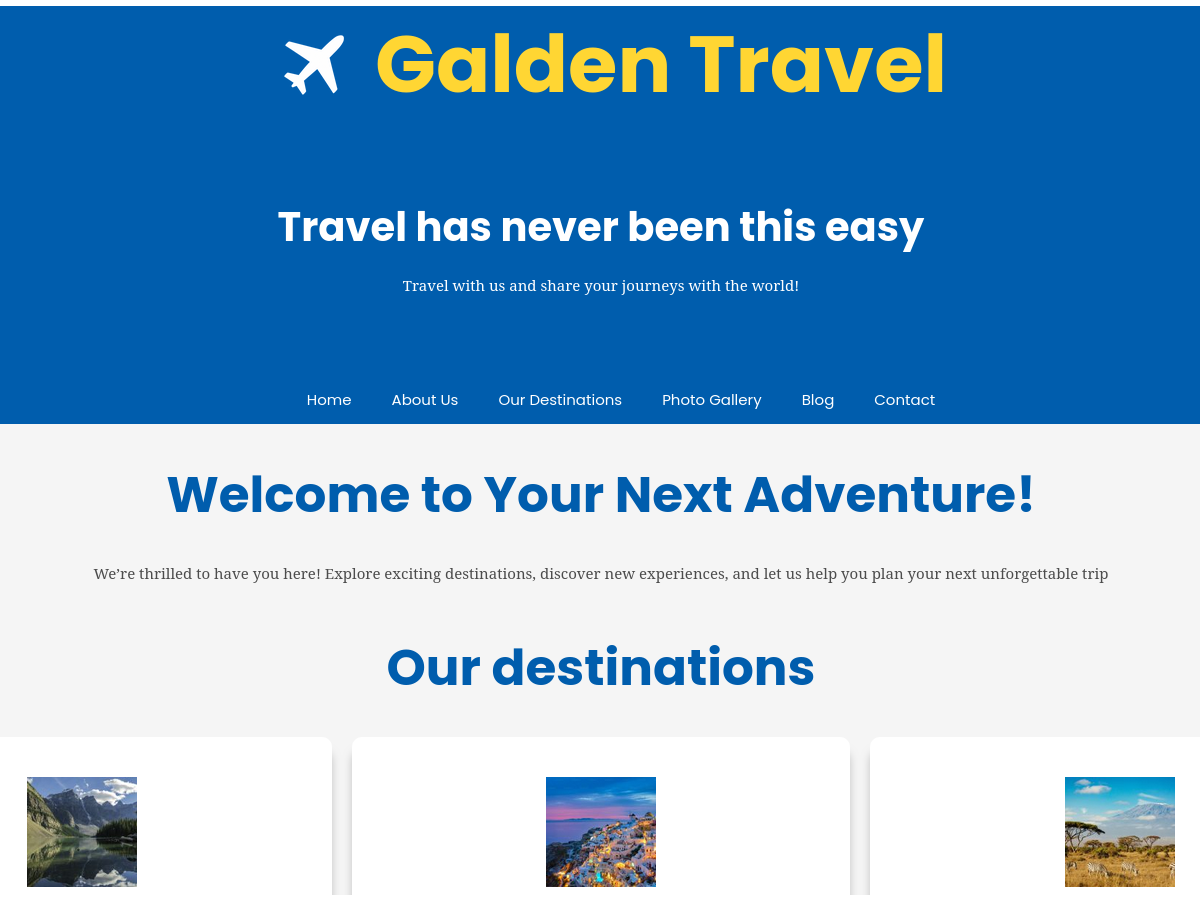 Galden Travel
Travel has never been this easy
Travel with us and share your journeys with the world!
Home About Us Our Destinations Photo Gallery Blog Contact
Welcome to Your Next Adventure!
We’re thrilled to have you here! Explore exciting destinations, discover new experiences, and let us help you plan your next unforgettable trip
Our destinations